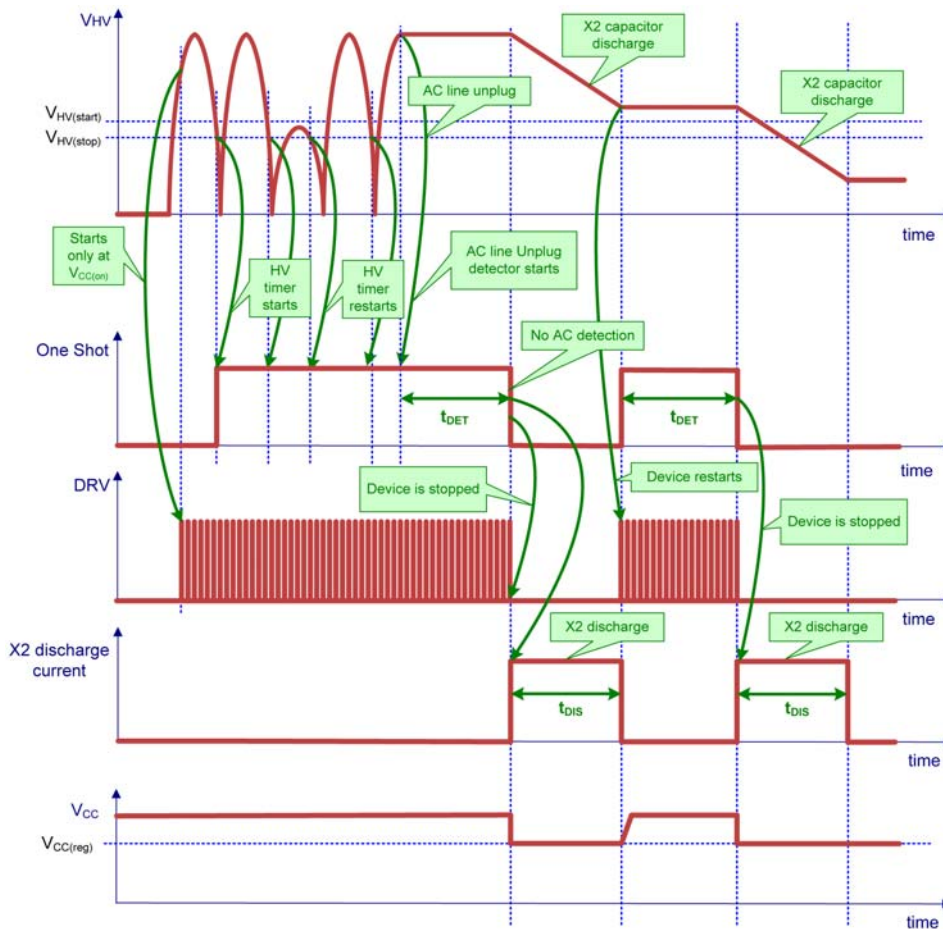 VHV
X2 capacitor
discharge
X2 capacitor
discharge
AC line unplug
VHV(start)
VHV(stop)
time
Starts
only at
VCC(on)
HV
timer
starts
HV
timer
restarts
AC line Unplug
detector starts
No AC detection
One Shot
tDET
tDET
time
DRV
Device is stopped
Device restarts
Device is stopped
time
X2 discharge
current
X2 discharge
X2 discharge
tDIS
tDIS
time
VCC
VCC(reg)
time